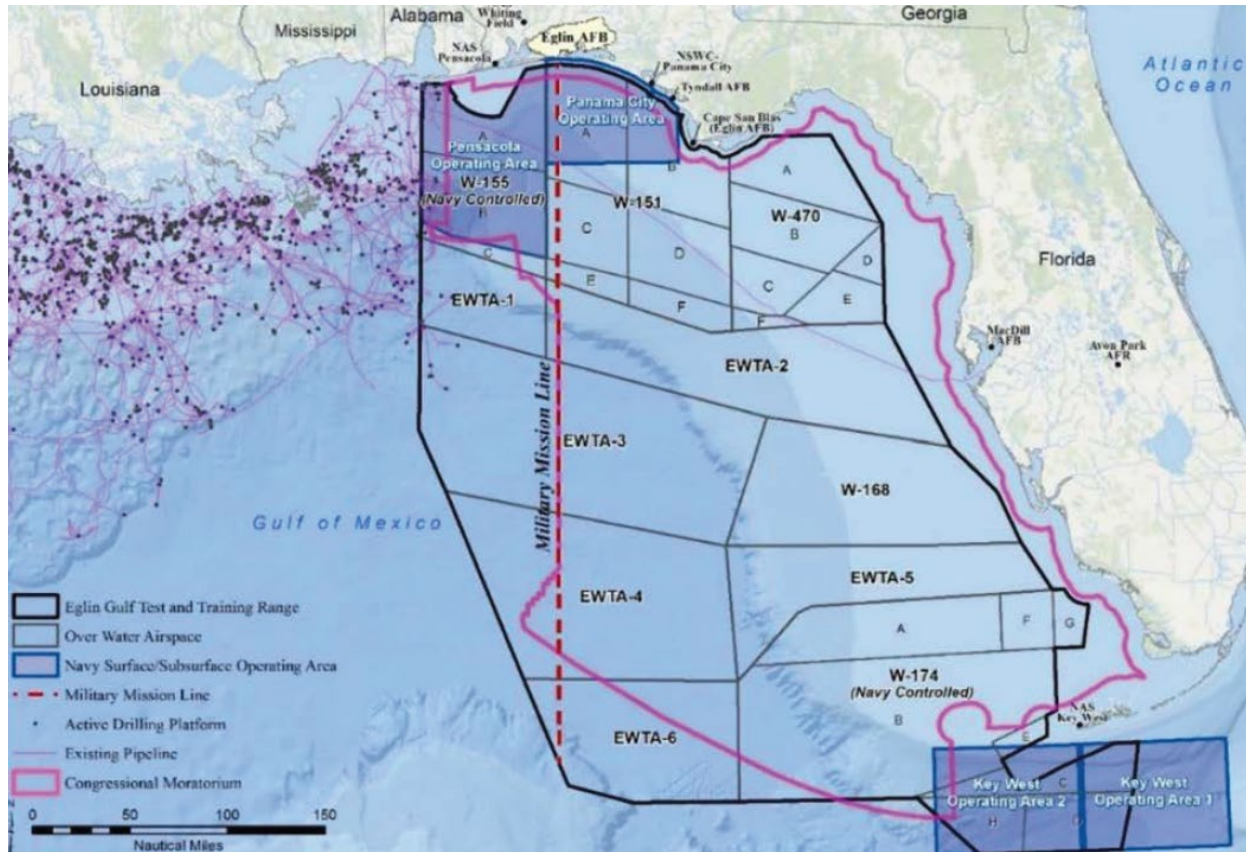 Alabama
Whiring
Field
Georgia
Mississippi
Eglin AFB
NAS
Pensacola
NSWC-
Panama City
Tyndall AFB
Atlantic
Ocean
Louisiana
Panama City
Operating Area
A
Cape San Blas
(Eglin AFB)
A
Pensacola
Operating Area
B
A
W-155
(Navy Controlled)
B
W-151
W-470
B
C
C
D
D
Florida
E
C
E
EWTA-1
F
F
MacDill
AFB
Avon Park
AFR
EWTA-2
Military Mission Line
EWTA-3
W-168
Gulf of Mexico
EWTA-5
EWTA-4
A
F
G
W-174
(Navy Controlled)
B
NAS
Key West
E
EWTA-6
Key West
Operating Area 2
C
Key West
Operating Area 1
H
D
Eglin Gulf Test and Training Range
Over Water Airspace
Navy Surface/Subsurface Operating Area
Military Mission Line
Active Drilling Platform
Existing Pipeline
Congressional Moratorium
0 50 100 150
Nautical Miles